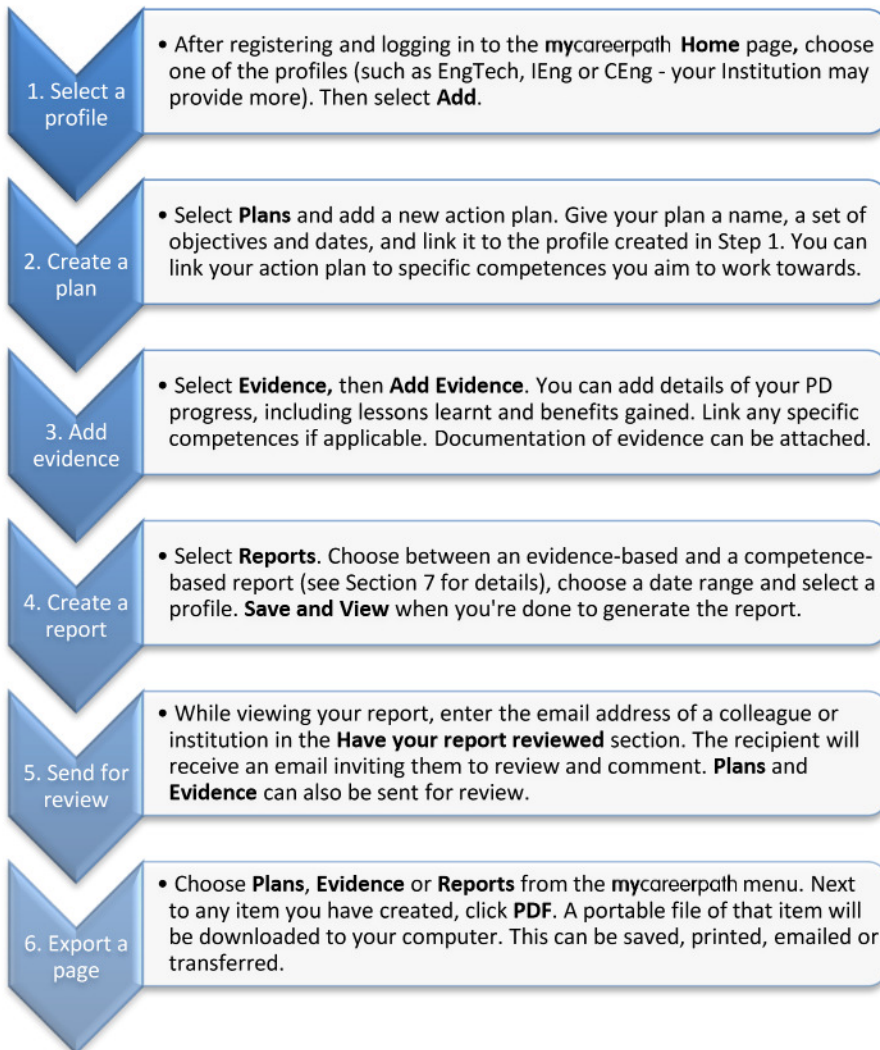 1. Select a
profile
• After registering and logging in to the mycareerpath Home page, choose
one of the profiles (such as EngTech, IEng or CEng - your Institution may
provide more). Then select Add.
2. Create a
plan
• Select Plans and add a new action plan. Give your plan a name, a set of
objectives and dates, and link it to the profile created in Step 1. You can
link your action plan to specific competences you aim to work towards.
3. Add
evidence
• Select Evidence, then Add Evidence. You can add details of your PD
progress, including lessons learnt and benefits gained. Link any specific
competences if applicable. Documentation of evidence can be attached.
4. Create a
report
• Select Reports. Choose between an evidence-based and a competence-
based report (see Section 7 for details), choose a date range and select a
profile. Save and View when you're done to generate the report.
5. Send for
review
• While viewing your report, enter the email address of a colleague or
institution in the Have your report reviewed section. The recipient will
receive an email inviting them to review and comment. Plans and
Evidence can also be sent for review.
6. Export a
page
• Choose Plans, Evidence or Reports from the mycareerpath menu. Next
to any item you have created, click PDF. A portable file of that item will
be downloaded to your computer. This can be saved, printed, emailed or
transferred.